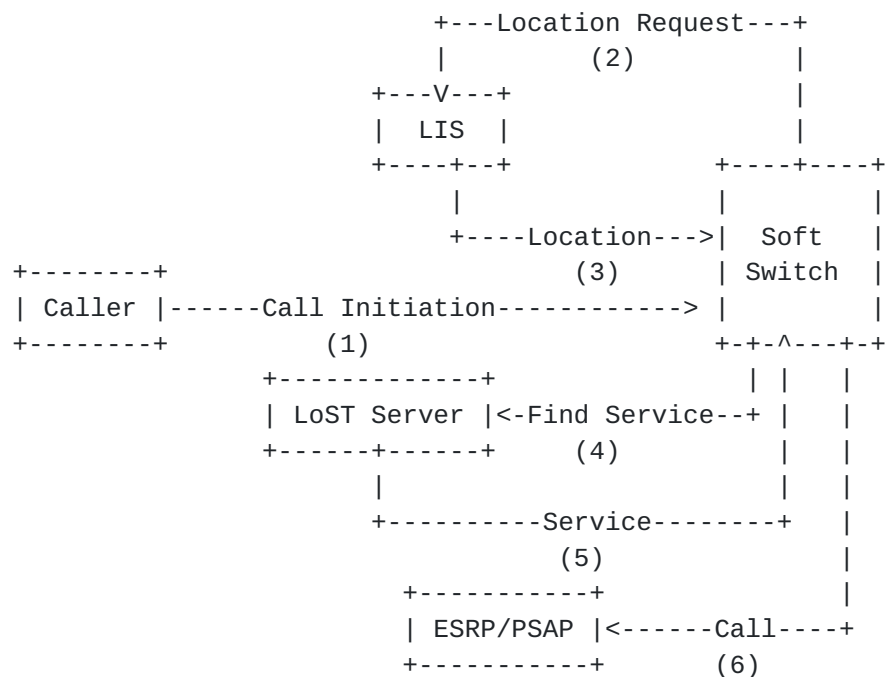 +---Location Request---+
|         (2)          |
+---V---+                  |
|  LIS  |                  |
+----+--+             +----+----+
|                |         |
+----Location--->|  Soft   |
+--------+                          (3)      | Switch  |
| Caller |------Call Initiation------------> |         |
+--------+          (1)                      +-+-^---+-+
+-------------+                | |   |
| LoST Server |<-Find Service--+ |   |
+------+------+     (4)          |   |
|                         |   |
+----------Service--------+   |
(5)                |
+-----------+               |
| ESRP/PSAP |<------Call----+
+-----------+       (6)